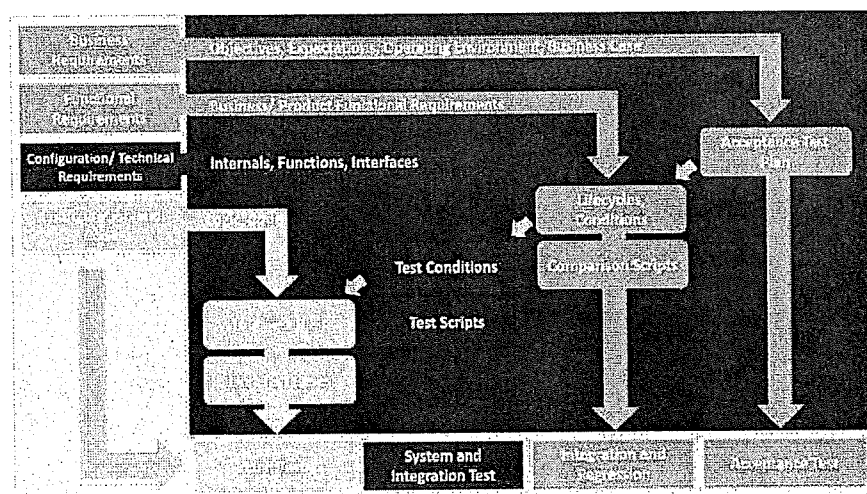 Business
Requirements
Objectives, Expectations, Operating Environment, Business Case
Functional
Requirements
Business/ Product Functional Requirements
Configuration/ Technical
Requirements
Internals, Functions, Interfaces
Acceptance Test
Plan
Lifecycles,
Conditions
Test Conditions
Comparison Scripts
Test Scripts
System and
Integration Test
Integration and
Regression
Acceptance Test